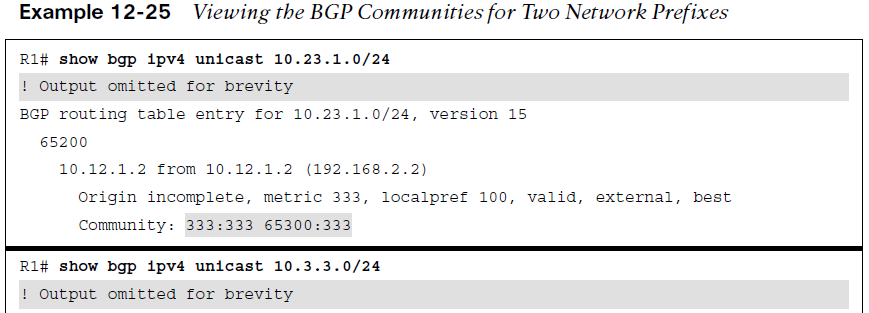 Example 12-25 Viewing the BGP Communities for Two Network Prefixes
R1# show bgp ipv4 unicast 10.23.1.0/24
! Output omitted for brevity
BGP routing table entry for 10.23.1.0/24, version 15
65200
10.12.1.2 from 10.12.1.2 (192.168.2.2)
Origin incomplete, metric 333, localpref 100, valid, external, best
Community: 333:333 65300:333
R1# show bgp ipv4 unicast 10.3.3.0/24
! Output omitted for brevity